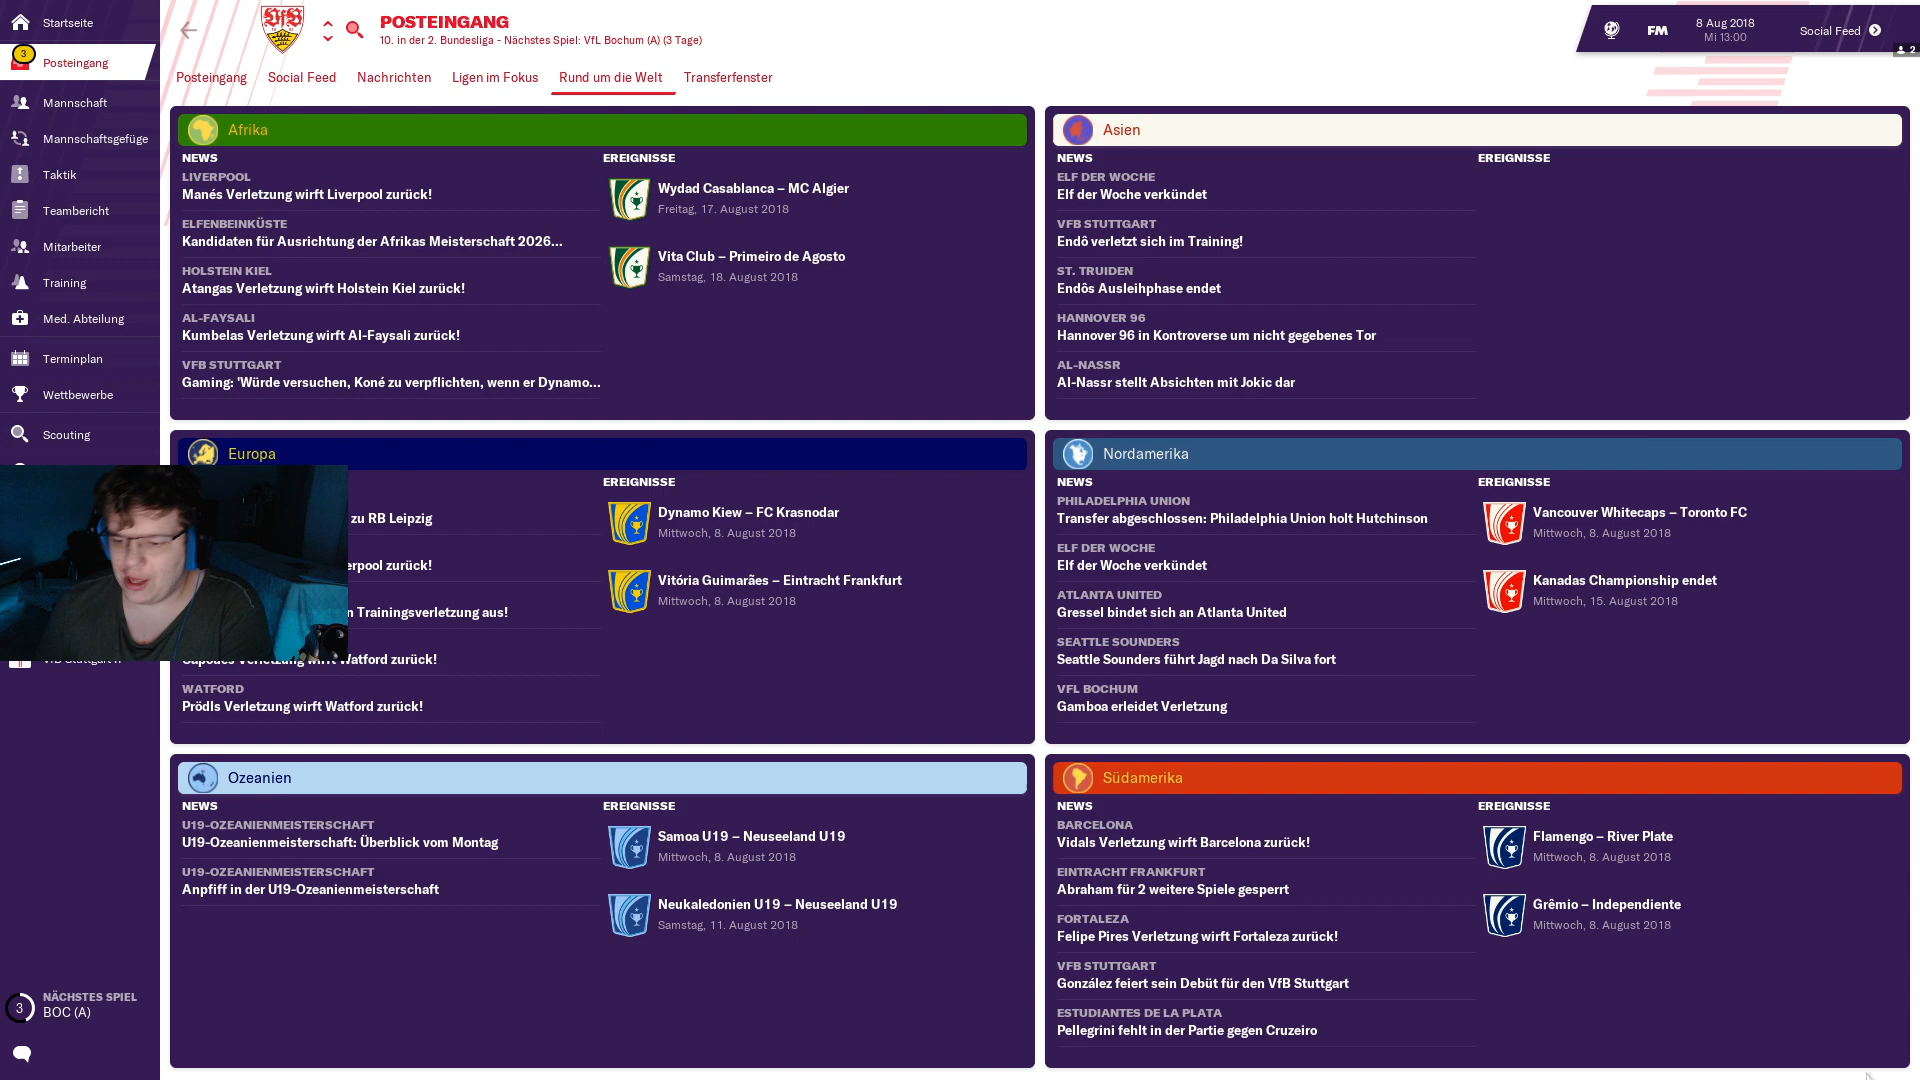 Startseite
3
Posteingang
Mannschaft
Mannschaftsgefüge
Taktik
Teambericht
Mitarbeiter
Training
Med. Abteilung
Terminplan
Wettbewerbe
Scouting
NÄCHSTES SPIEL
3
BOC (A)
VfB
POSTEINGANG
10. in der 2. Bundesliga - Nächstes Spiel: VfL Bochum (A) (3 Tage)
FM
8 Aug 2018
Mi 13:00
Social Feed
2
Posteingang
Social Feed
Nachrichten
Ligen im Fokus
Rund um die Welt
Transferfenster
Afrika
NEWS
LIVERPOOL
Manés Verletzung wirft Liverpool zurück!
ELFENBEINKÜSTE
Kandidaten für Ausrichtung der Afrikas Meisterschaft 2026...
HOLSTEIN KIEL
Atangas Verletzung wirft Holstein Kiel zurück!
AL-FAYSALI
Kumbelas Verletzung wirft Al-Faysali zurück!
VFB STUTTGART
Gaming: 'Würde versuchen, Koné zu verpflichten, wenn er Dynamo...
EREIGNISSE
Wydad Casablanca – MC Algier
Freitag, 17. August 2018
Vita Club – Primeiro de Agosto
Samstag, 18. August 2018
Asien
NEWS
ELF DER WOCHE
Elf der Woche verkündet
VFB STUTTGART
Endô verletzt sich im Training!
ST. TRUIDEN
Endôs Ausleihphase endet
HANNOVER 96
Hannover 96 in Kontroverse um nicht gegebenes Tor
AL-NASSR
Al-Nassr stellt Absichten mit Jokic dar
EREIGNISSE
Europa
zu RB Leipzig
zurück!
n Trainingsverletzung aus!
Verletzung wirft Watford zurück!
WATFORD
Prödls Verletzung wirft Watford zurück!
EREIGNISSE
Dynamo Kiew – FC Krasnodar
Mittwoch, 8. August 2018
Vitória Guimarães – Eintracht Frankfurt
Mittwoch, 8. August 2018
Nordamerika
NEWS
PHILADELPHIA UNION
Transfer abgeschlossen: Philadelphia Union holt Hutchinson
ELF DER WOCHE
Elf der Woche verkündet
ATLANTA UNITED
Gressel bindet sich an Atlanta United
SEATTLE SOUNDERS
Seattle Sounders führt Jagd nach Da Silva fort
VFL BOCHUM
Gamboa erleidet Verletzung
EREIGNISSE
Vancouver Whitecaps – Toronto FC
Mittwoch, 8. August 2018
Kanadas Championship endet
Mittwoch, 15. August 2018
Ozeanien
NEWS
U19-OZEANIENMEISTERSCHAFT
U19-Ozeanienmeisterschaft: Überblick vom Montag
U19-OZEANIENMEISTERSCHAFT
Anpfiff in der U19-Ozeanienmeisterschaft
EREIGNISSE
Samoa U19 – Neuseeland U19
Mittwoch, 8. August 2018
Neukaledonien U19 – Neuseeland U19
Samstag, 11. August 2018
Südamerika
NEWS
BARCELONA
Vidals Verletzung wirft Barcelona zurück!
EINTRACHT FRANKFURT
Abraham für 2 weitere Spiele gesperrt
FORTALEZA
Felipe Pires Verletzung wirft Fortaleza zurück!
VFB STUTTGART
González feiert sein Debüt für den VfB Stuttgart
ESTUDIANTES DE LA PLATA
Pellegrini fehlt in der Partie gegen Cruzeiro
EREIGNISSE
Flamengo – River Plate
Mittwoch, 8. August 2018
Grêmio – Independiente
Mittwoch, 8. August 2018